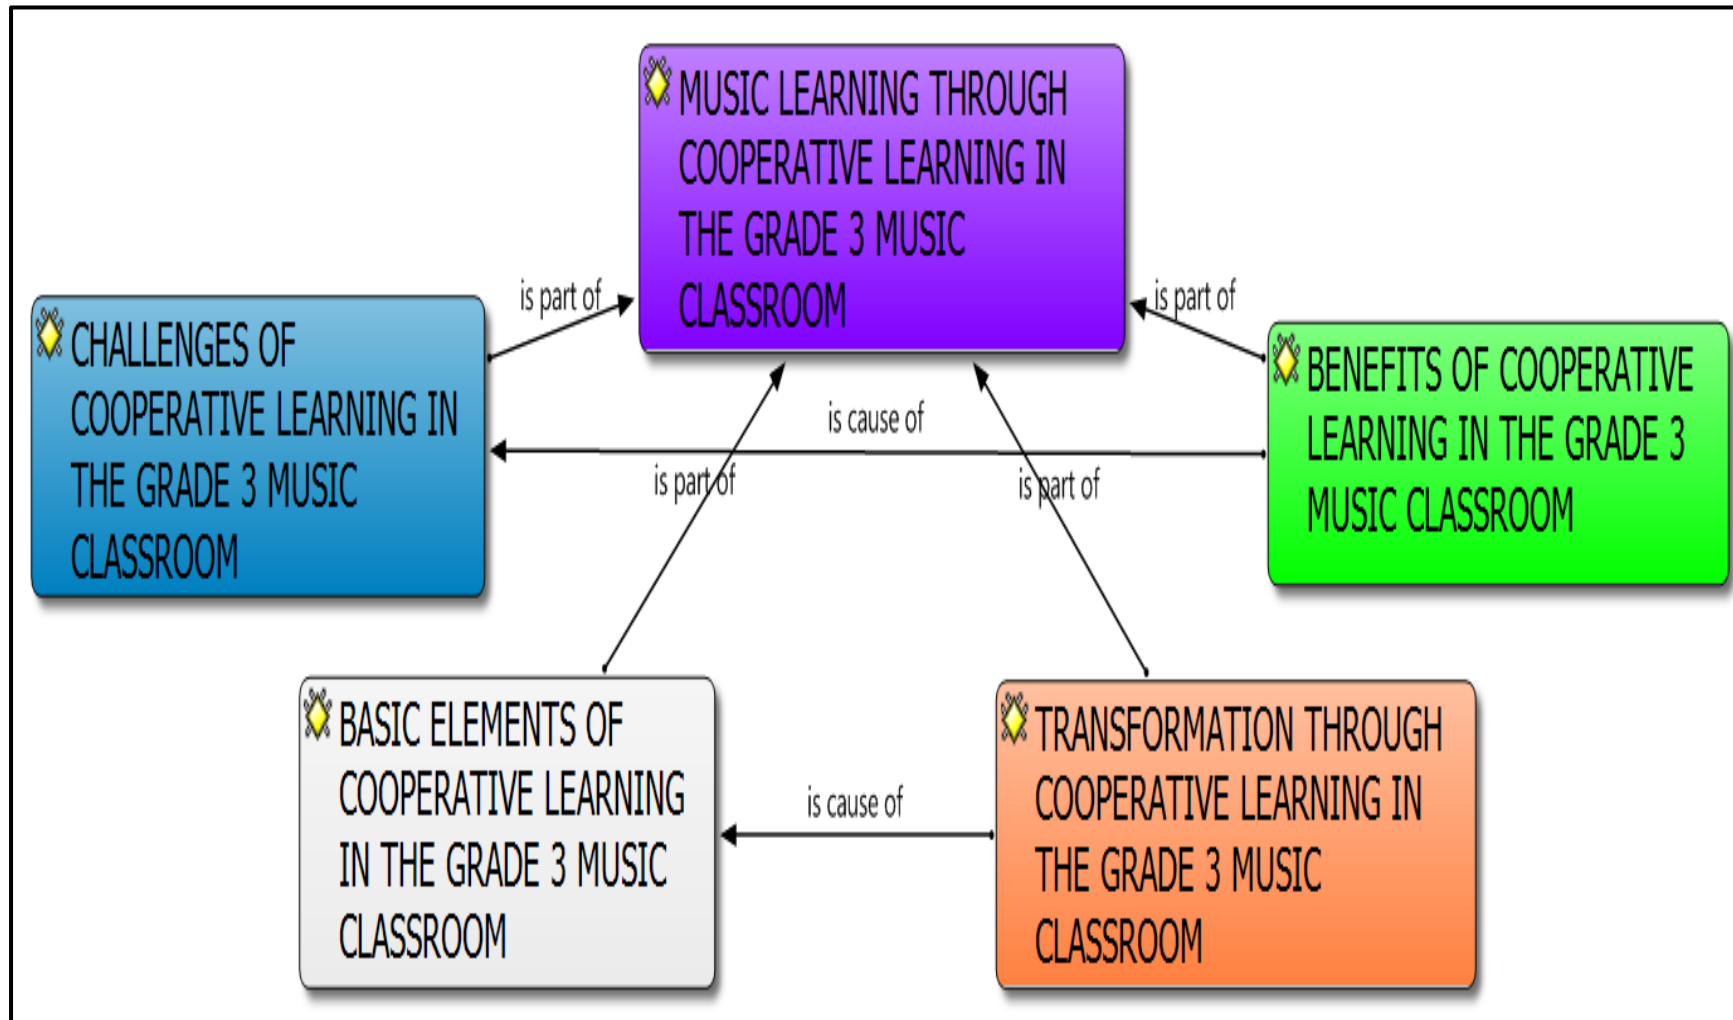 MUSIC LEARNING THROUGH
COOPERATIVE LEARNING IN
THE GRADE 3 MUSIC
CLASSROOM
is part of
is part of
CHALLENGES OF
COOPERATIVE LEARNING IN
THE GRADE 3 MUSIC
CLASSROOM
BENEFITS OF COOPERATIVE
LEARNING IN THE GRADE 3
MUSIC CLASSROOM
is cause of
is part of
is part of
BASIC ELEMENTS OF
COOPERATIVE LEARNING
IN THE GRADE 3 MUSIC
CLASSROOM
is cause of
TRANSFORMATION THROUGH
COOPERATIVE LEARNING IN
THE GRADE 3 MUSIC
CLASSROOM